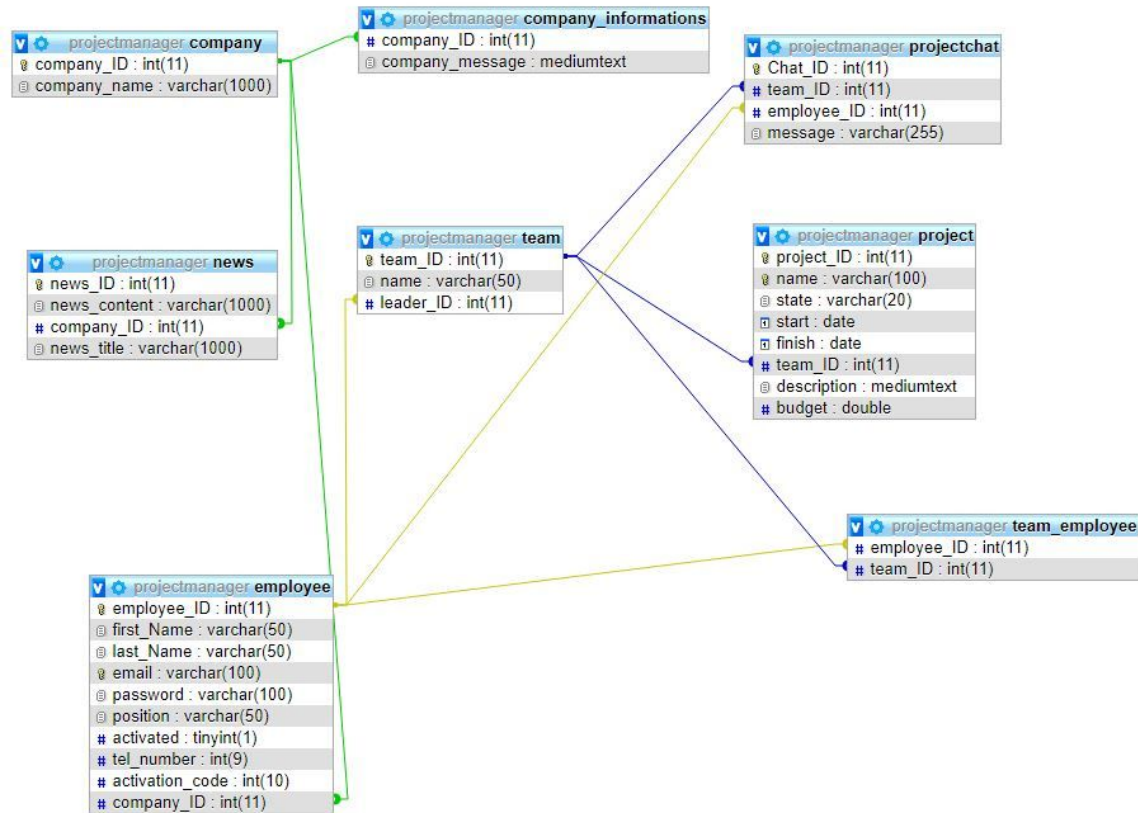 projectmanager company
company_ID : int(11)
company_name : varchar(1000)
projectmanager company_informations
# company_ID : int(11)
company_message : mediumtext
projectmanager projectchat
Chat_ID : int(11)
# team_ID : int(11)
# employee_ID : int(11)
message : varchar(255)
projectmanager news
news_ID : int(11)
news_content : varchar(1000)
# company_ID : int(11)
news_title : varchar(1000)
projectmanager team
team_ID : int(11)
name : varchar(50)
# leader_ID : int(11)
projectmanager project
project_ID : int(11)
name : varchar(100)
state : varchar(20)
start : date
finish : date
# team_ID : int(11)
description : mediumtext
# budget : double
projectmanager team_employee
# employee_ID : int(11)
# team_ID : int(11)
projectmanager employee
employee_ID : int(11)
first_Name : varchar(50)
last_Name : varchar(50)
email : varchar(100)
password : varchar(100)
position : varchar(50)
# activated : tinyint(1)
# tel_number : int(9)
# activation_code : int(10)
# company_ID : int(11)